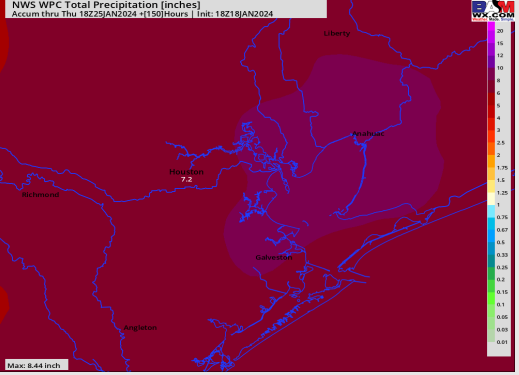 NWS WPC Total Precipitation [inches]
Accum thru Thu 18Z25JAN2024 +[150]Hours | Init: 18Z18JAN2024
BAM
WX.COM
Liberty
Anahuac
Houston
7.2
Richmond
Galveston
Angleton
Max: 8.44 inch
20
15
12
10
8
6
5
4
3
2.5
2
1.75
1.5
1.25
1
0.75
0.67
0.5
0.33
0.25
0.2
0.15
0.1
0.05
0.03
0.01